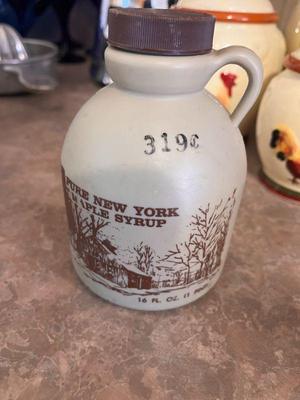 319¢
PURE NEW YORK
MAPLE SYRUP
16 FL. OZ. (1 PINT)